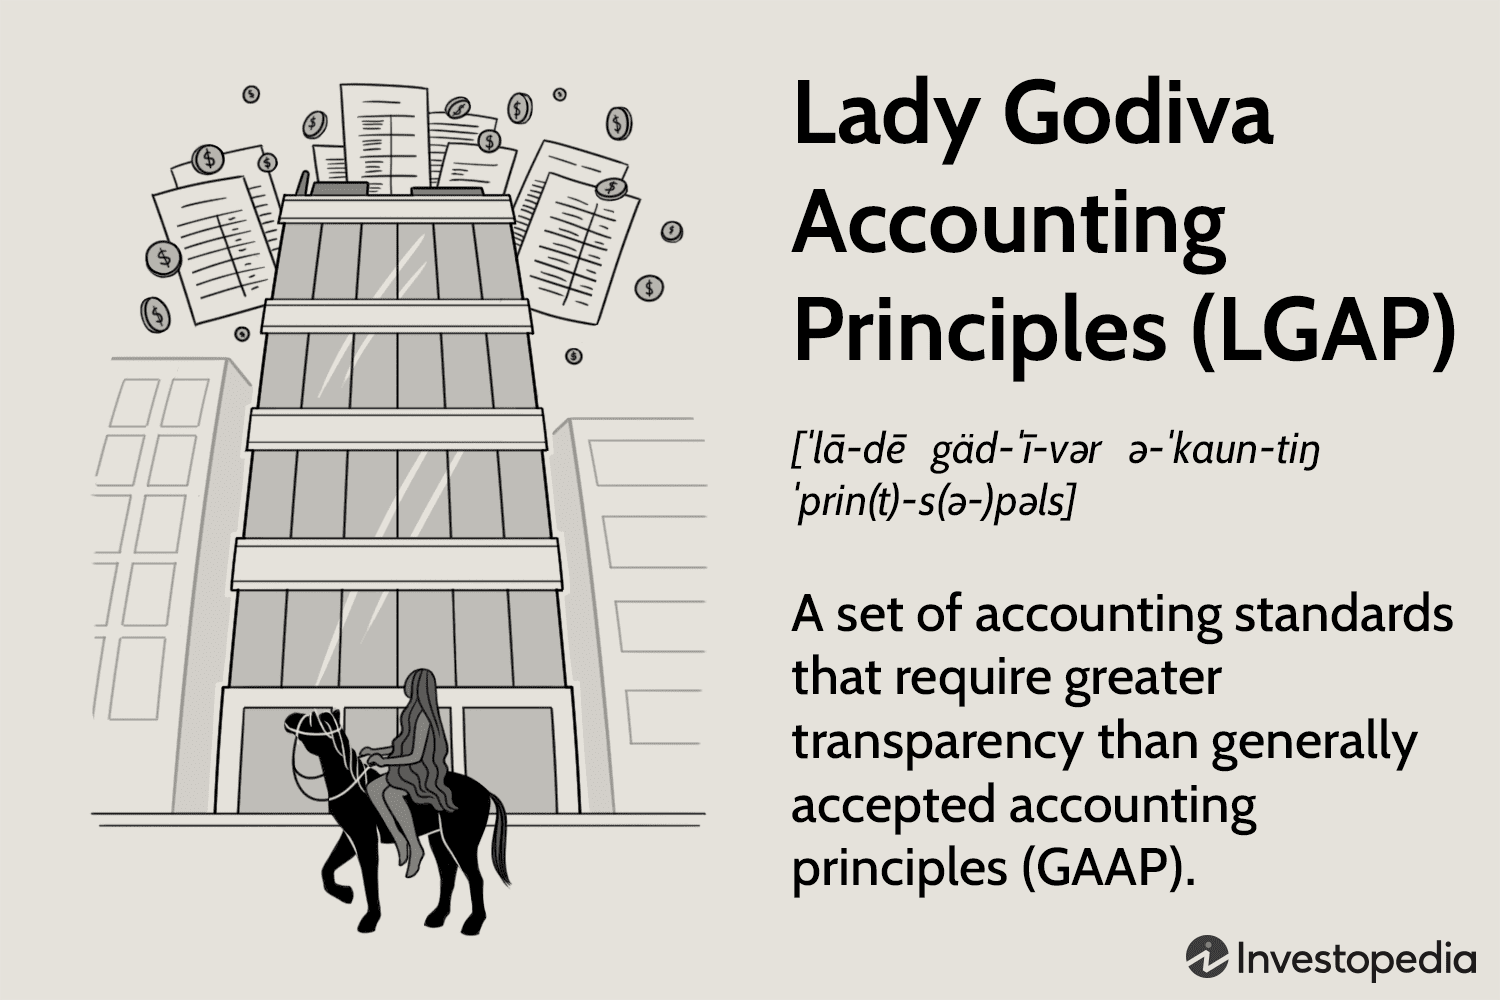 Lady Godiva
Accounting
Principles (LGAP)
[ˈlā-dē gäd-ˈī-vər ə-ˈkaun-tiŋ
ˈprin(t)-s(ə-)pəls]
A set of accounting standards
that require greater
transparency than generally
accepted accounting
principles (GAAP).
Investopedia